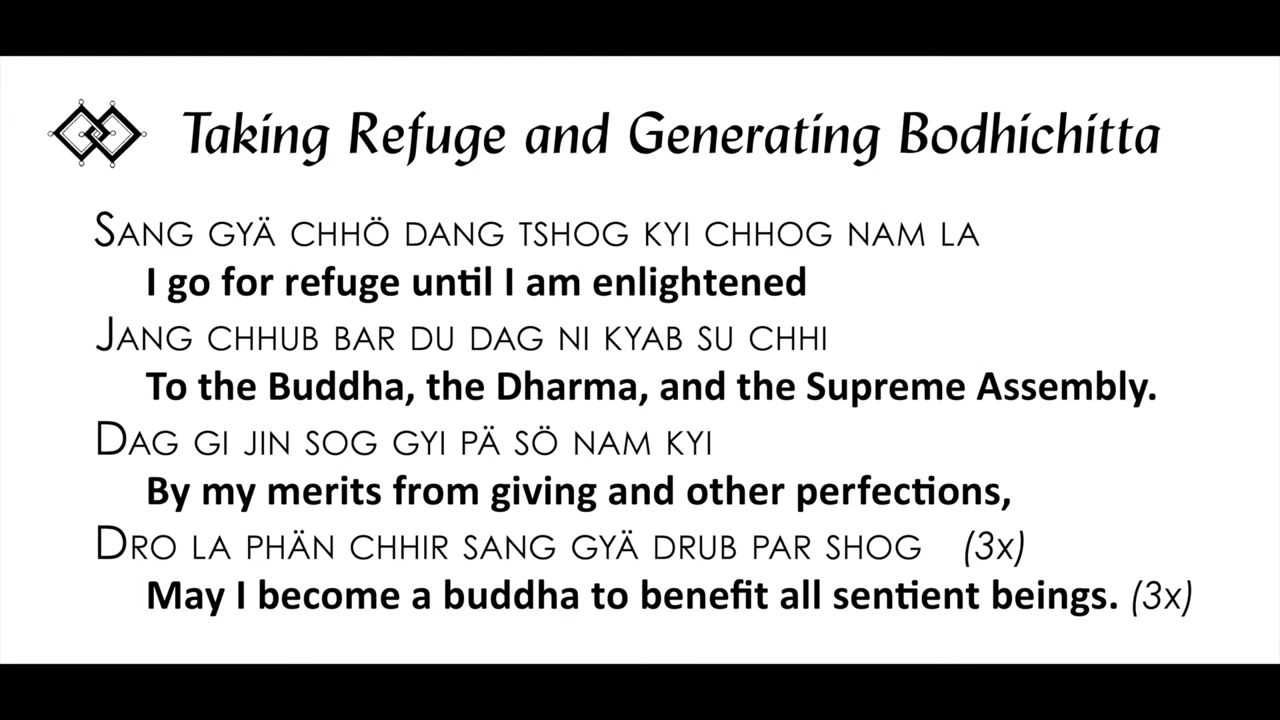 Taking Refuge and Generating Bodhichitta
SANG GYÄ CHHÖ DANG TSHOG KYI CHHOG NAM LA
I go for refuge until I am enlightened
JANG CHHUB BAR DU DAG NI KYAB SU CHHI
To the Buddha, the Dharma, and the Supreme Assembly.
DAG GI JIN SOG GYI PÄ SÖ NAM KYI
By my merits from giving and other perfections,
DRO LA PHÄN CHHIR SANG GYÄ DRUB PAR SHOG (3x)
May I become a buddha to benefit all sentient beings. (3x)